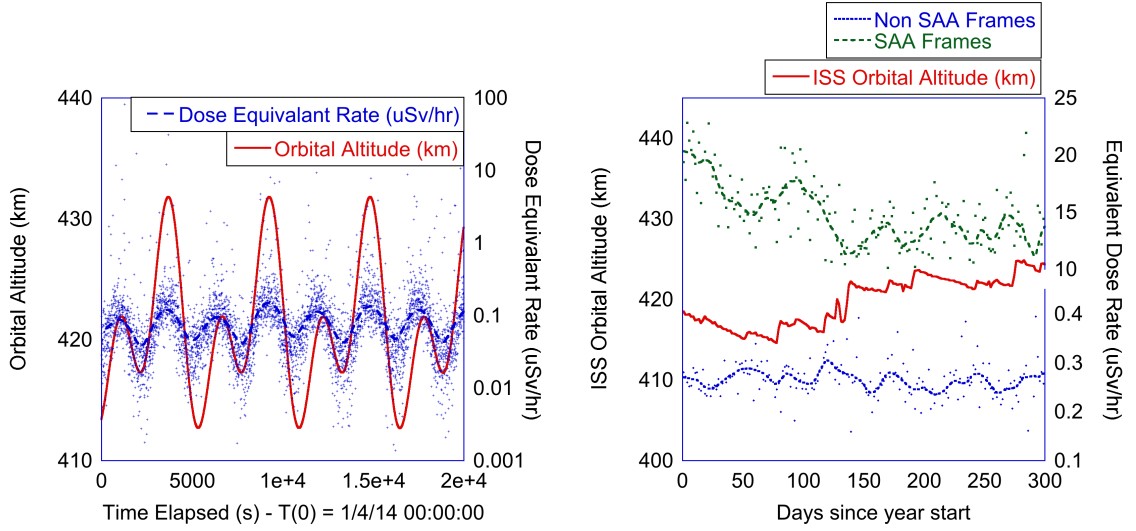 Non SAA Frames
SAA Frames
ISS Orbital Altitude (km)
440
100
25
Dose Equivalant Rate (uSv/hr)
Orbital Altitude (km)
440
10
20
430
1
430
15
420
0.1
420
10
0.4
410
0.3
0.01
0.2
410
0.001
400
0.1
Orbital Altitude (km)
Dose Equivalent Rate (uSv/hr)
ISS Orbital Altitude (km)
Equivalent Dose
Rate (uSv/hr)
0 5000 1e+4 1.5e+4 2e+4
0 50 100 150 200 250 300
Time Elapsed (s) - T(0) = 1/4/14 00:00:00
Days since year start